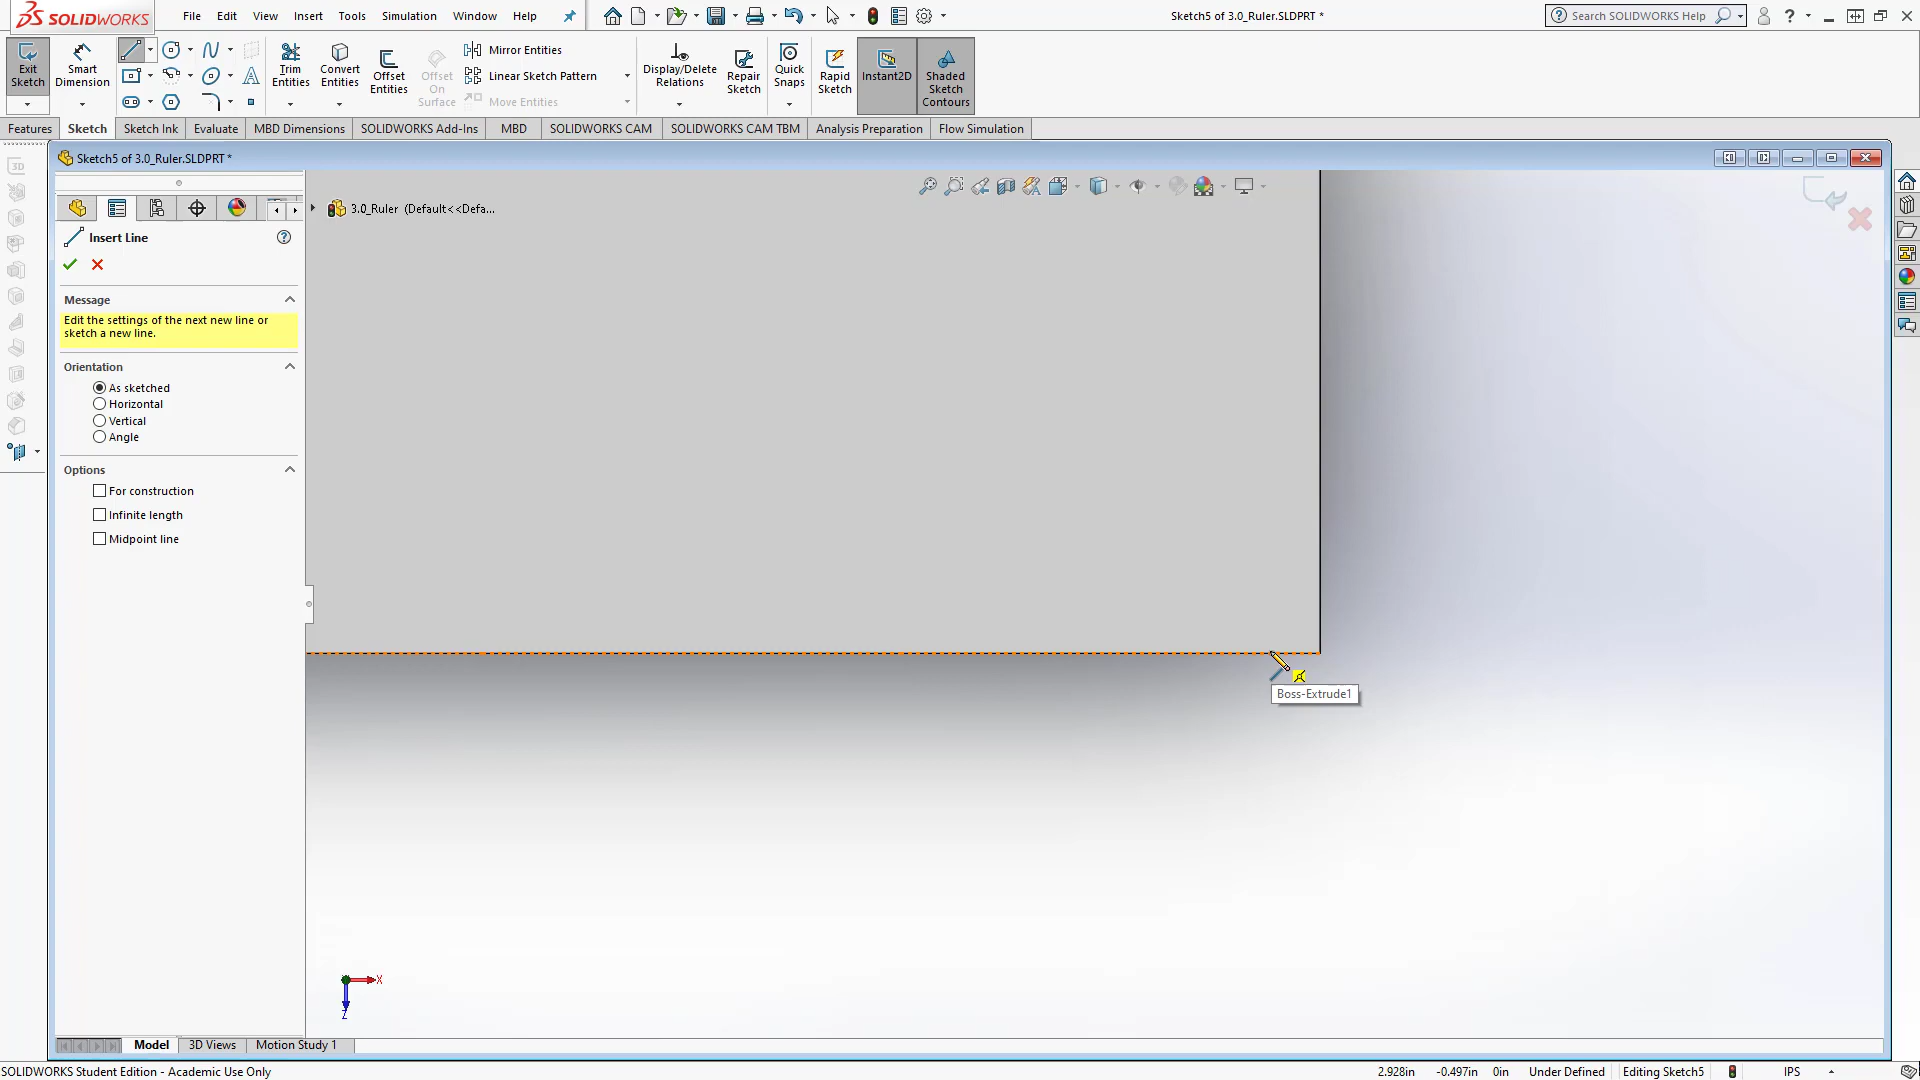 SOLIDWORKS
File Edit View Insert Tools Simulation Window Help
Sketch5 of 3.0_Ruler.SLDPRT *
Search SOLIDWORKS Help
Exit Sketch
Smart Dimension
Trim Entities
Convert Entities
Offset Entities
Offset On Surface
Mirror Entities
Linear Sketch Pattern
Move Entities
Display/Delete Relations
Repair Sketch
Quick Snaps
Rapid Sketch
Instant2D
Shaded Sketch Contours
Features Sketch Sketch Ink Evaluate MBD Dimensions SOLIDWORKS Add-Ins MBD SOLIDWORKS CAM SOLIDWORKS CAM TBM Analysis Preparation Flow Simulation
Sketch5 of 3.0_Ruler.SLDPRT *
3.0_Ruler (Default<<Defa...
Insert Line
Message
Edit the settings of the next new line or
sketch a new line.
Orientation
As sketched
Horizontal
Vertical
Angle
Options
For construction
Infinite length
Midpoint line
Boss-Extrude1
X
Z
Model 3D Views Motion Study 1
SOLIDWORKS Student Edition - Academic Use Only
2.928in -0.497in 0in Under Defined Editing Sketch5 IPS